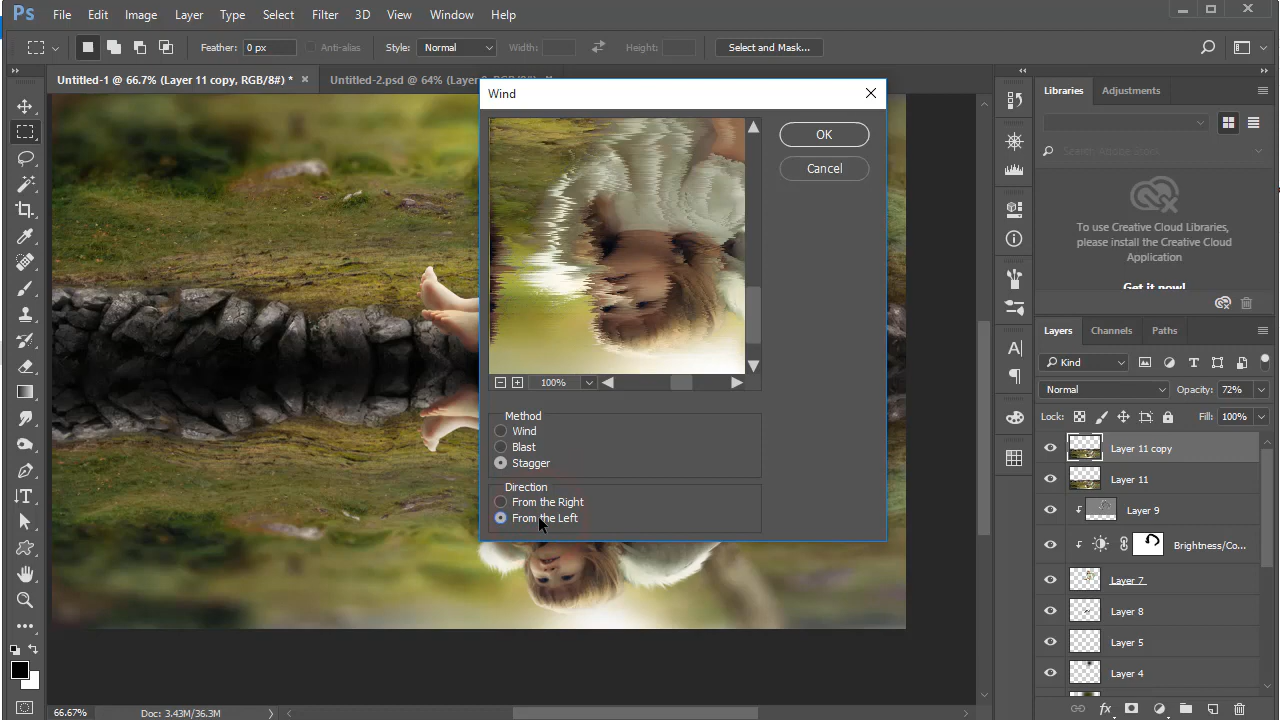 Ps File Edit Image Layer Type Select Filter 3D View Window Help
Feather: 0 px Anti-alias Style: Normal Width: Height: Select and Mask...
Untitled-1 @ 66.7% (Layer 11 copy, RGB/8#) * × Untitled-2.psd @ 64% (Layer
Wind
OK
Cancel
100%
Method
Wind
Blast
Stagger
Direction
From the Right
From the Left
Libraries Adjustments
Search Adobe Stock
To use Creative Cloud Libraries,
please install the Creative Cloud
Application
Get it now!
Layers Channels Paths
Kind
Normal Opacity: 72%
Lock: Fill: 100%
Layer 11 copy
Layer 11
Layer 9
Brightness/Co...
Layer 7
Layer 8
Layer 5
Layer 4
66.67% Doc: 3.43M/36.3M